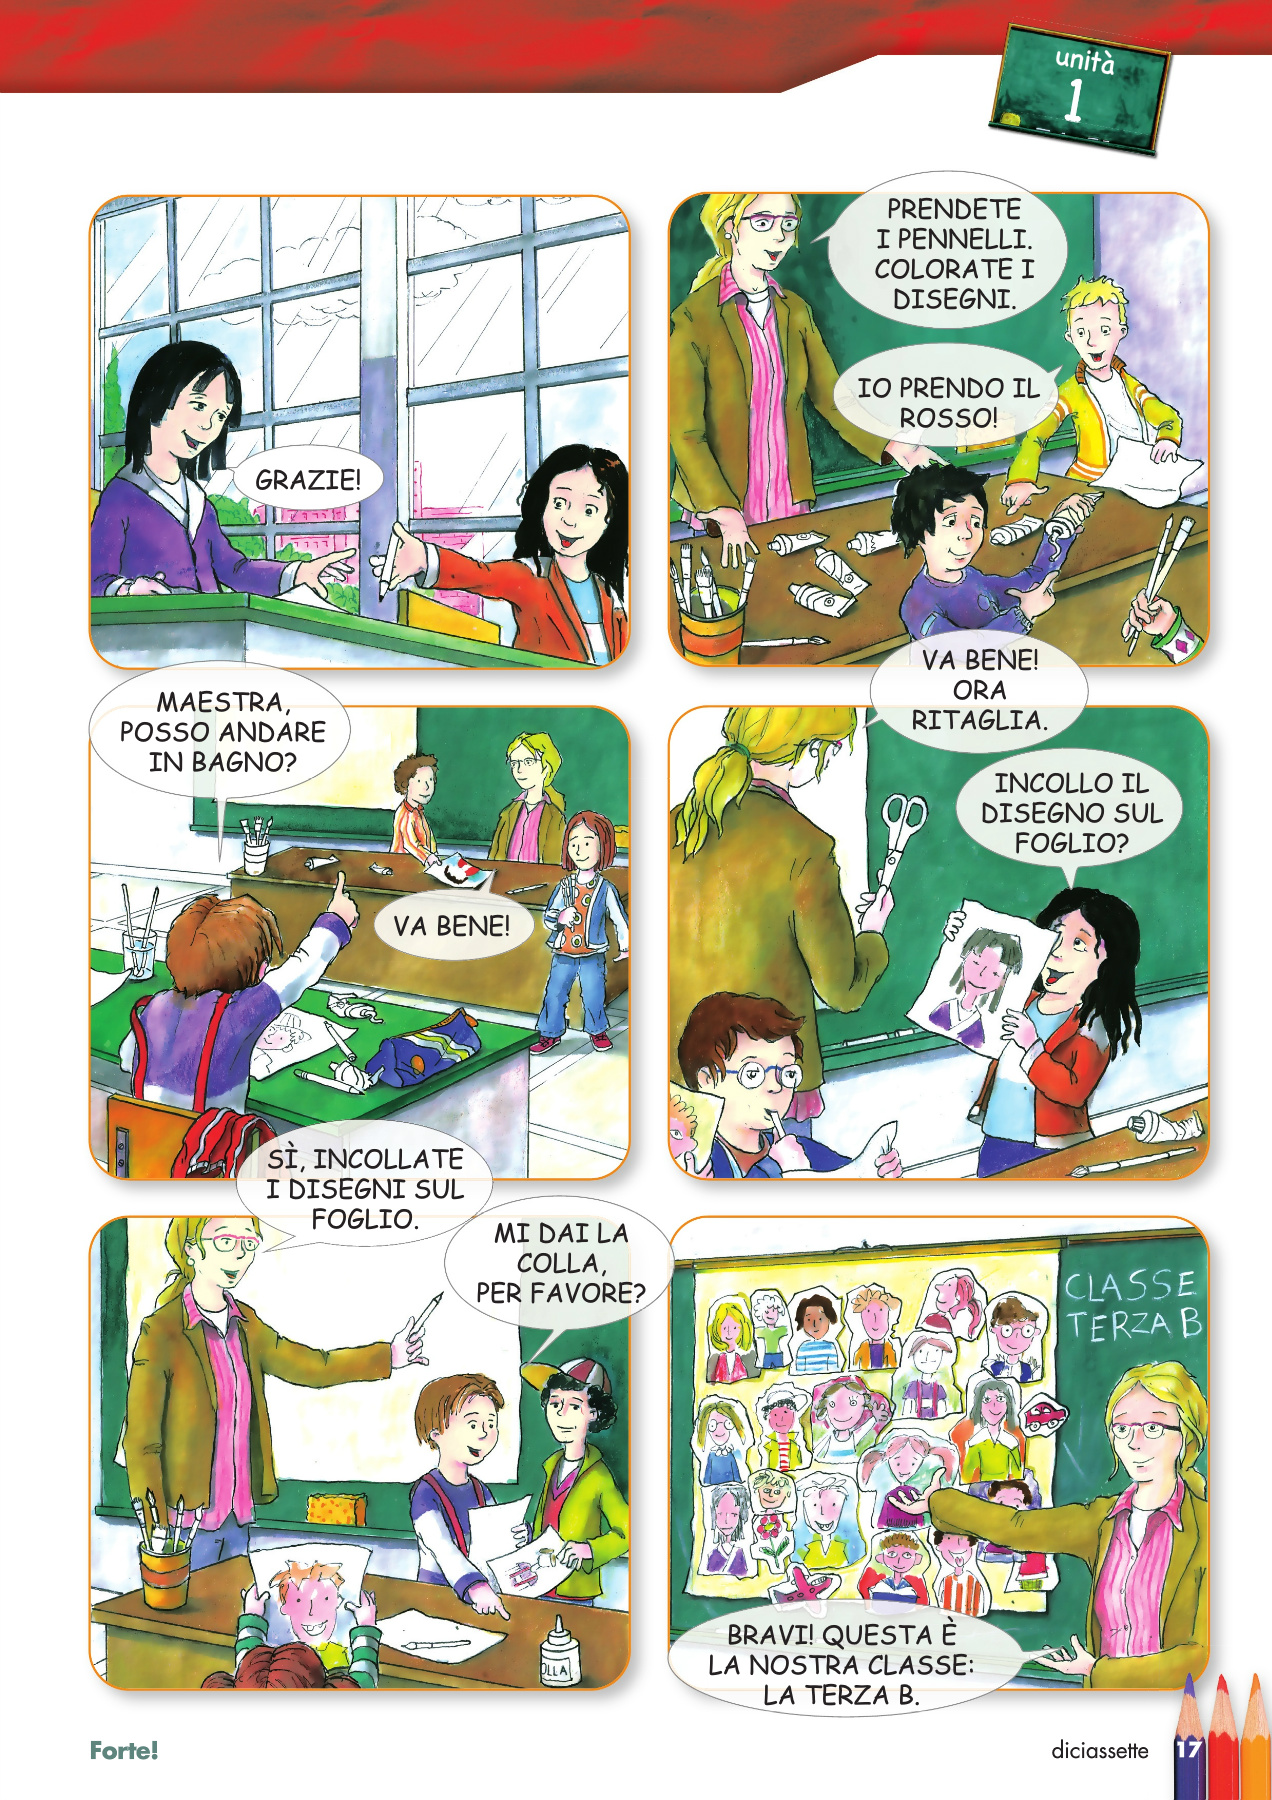 unità
1
GRAZIE!
PRENDETE
I PENNELLI.
COLORATE I
DISEGNI.
IO PRENDO IL
ROSSO!
MAESTRA,
POSSO ANDARE
IN BAGNO?
VA BENE!
VA BENE!
ORA
RITAGLIA.
INCOLLO IL
DISEGNO SUL
FOGLIO?
SÌ, INCOLLATE
I DISEGNI SUL
FOGLIO.
MI DAI LA
COLLA,
PER FAVORE?
OLLA
CLASSE
TERZA B
BRAVI! QUESTA È
LA NOSTRA CLASSE:
LA TERZA B.
Forte!
diciassette
17